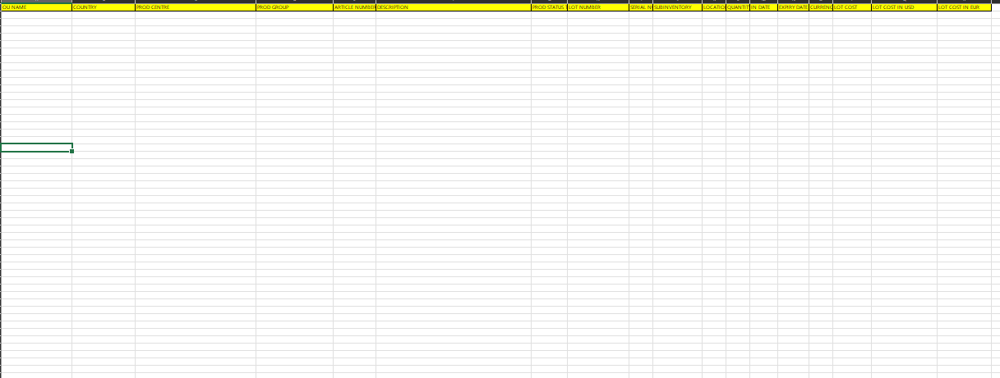 OU NAME COUNTRY PROD CENTRE PROD GROUP ARTICLE NUMBER DESCRIPTION PROD STATUS LOT NUMBER SERIAL N SUBINVENTORY LOCATIO QUANTIT IN DATE EXPIRY DATE CURRENC LOT COST LOT COST IN USD LOT COST IN EUR